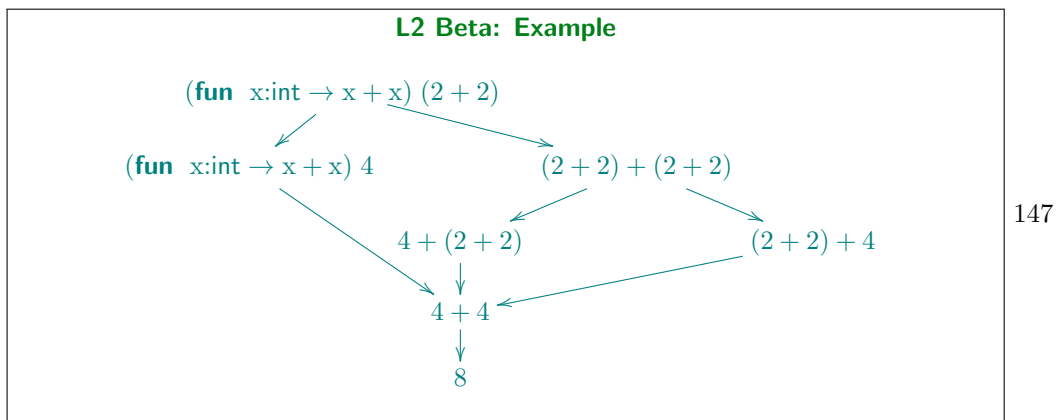 L2 Beta: Example
(fun x:int → x + x) (2 + 2)
(fun x:int → x + x) 4
(2 + 2) + (2 + 2)
147
4 + (2 + 2)
(2 + 2) + 4
4 + 4
8